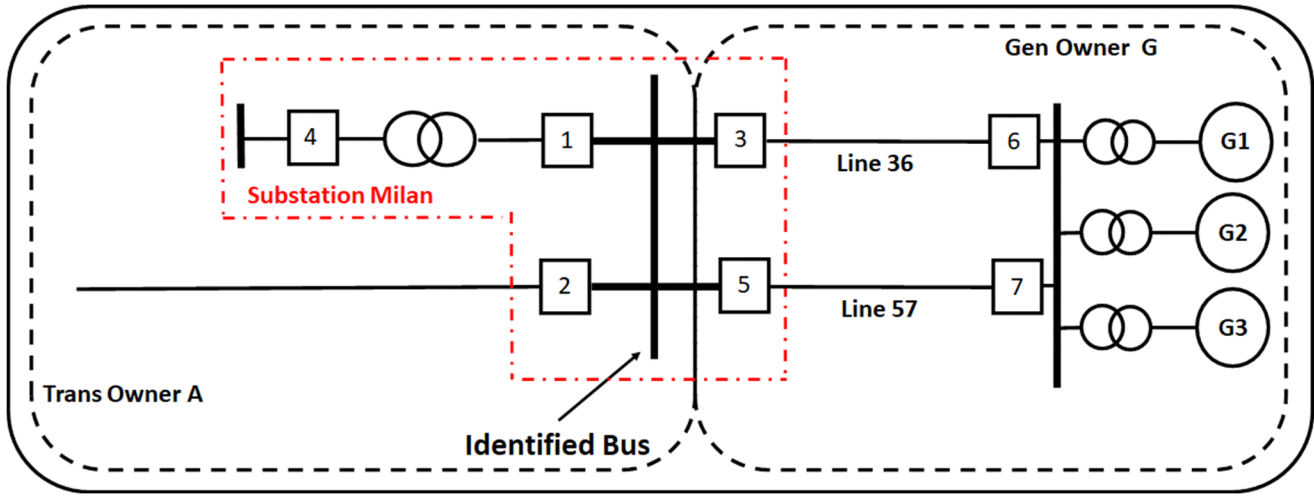 Gen Owner G
4
1
3
6
G1
Line 36
Substation Milan
G2
2
5
7
Line 57
G3
Trans Owner A
Identified Bus